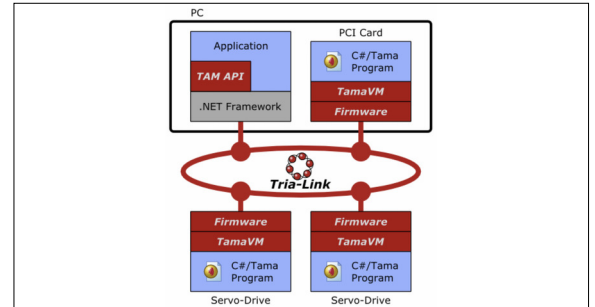 PC
Application
TAM API
.NET Framework
PCI Card
C#/Tama
Program
TamaVM
Firmware
Tria-Link
Firmware
TamaVM
C#/Tama
Program
Servo-Drive
Firmware
TamaVM
C#/Tama
Program
Servo-Drive